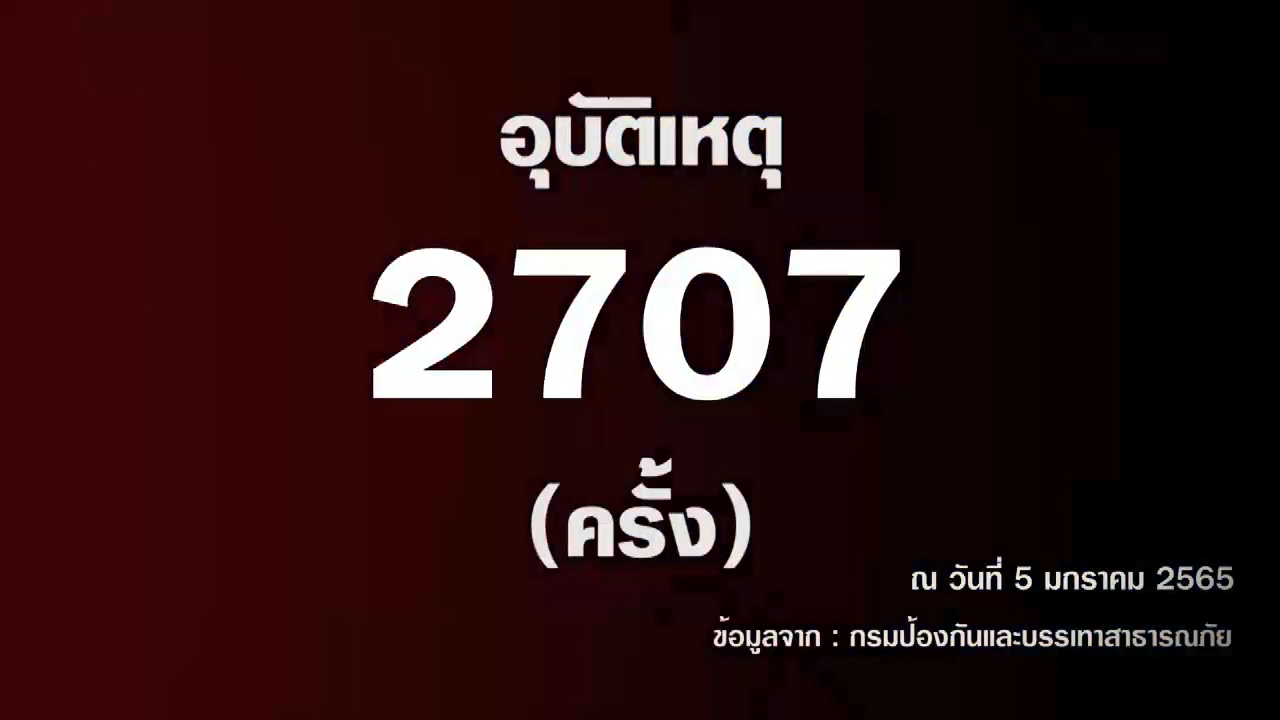 อุบัติเหตุ
2707
(ครั้ง)
ณ วันที่ 5 มกราคม 2565
ข้อมูลจาก : กรมป้องกันและบรรเทาสาธารณภัย